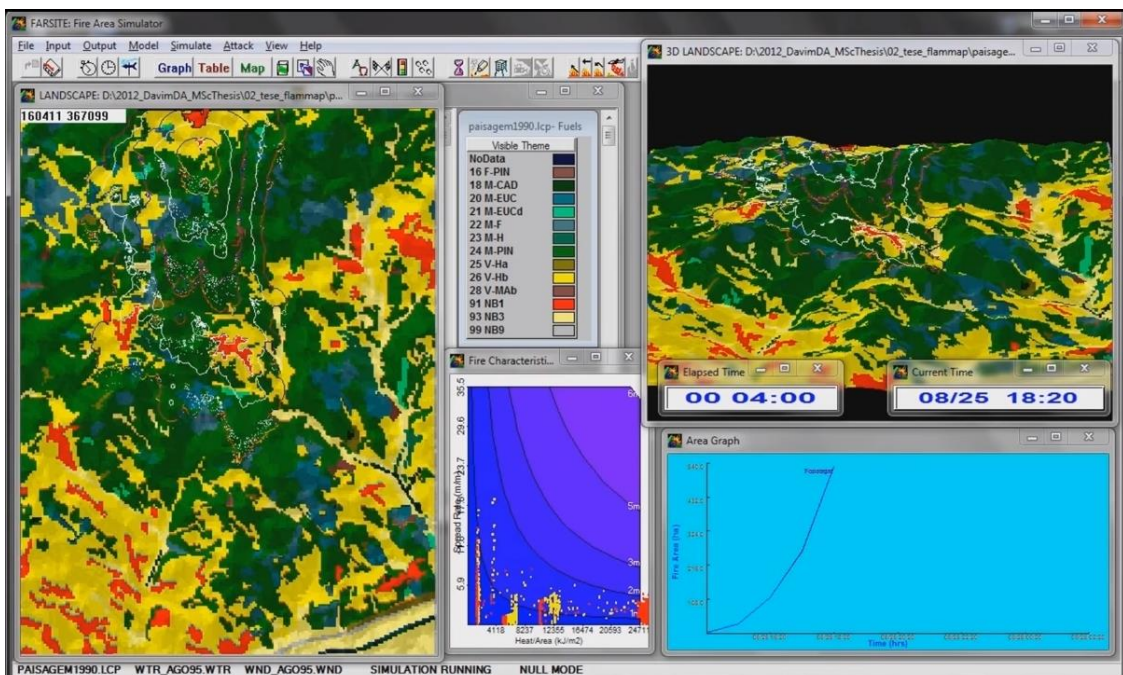 FARSITE: Fire Area Simulator
File Input Output Model Simulate Attack View Help
Graph Table Map
LANDSCAPE: D:\2012_DavimDA_MScThesis\02_tese_flammap\p...
160411 367099
paisagem1990.lcp- Fuels
Visible Theme
NoData
16 F-PIN
18 M-CAD
20 M-EUC
21 M-EUCd
22 M-F
23 M-H
24 M-PIN
25 V-Ha
26 V-Hb
28 V-MAb
91 NB1
93 NB3
99 NB9
3D LANDSCAPE: D:\2012_DavimDA_MScThesis\02_tese_flammap\paisage...
Elapsed Time
00 04:00
Current Time
08/25 18:20
Fire Characteristi...
35.5
29.6
23.7
5.9
Spread Rate (m/m)
6m
5m
3m
2m
1m
4118 8237 12355 16474 20593 24711
Heat/Area (kJ/m2)
Area Graph
Fire Area (ha)
Time (hrs)
PAISAGEM1990.LCP WTR_AGO95.WTR WND_AGO95.WND SIMULATION RUNNING NULL MODE